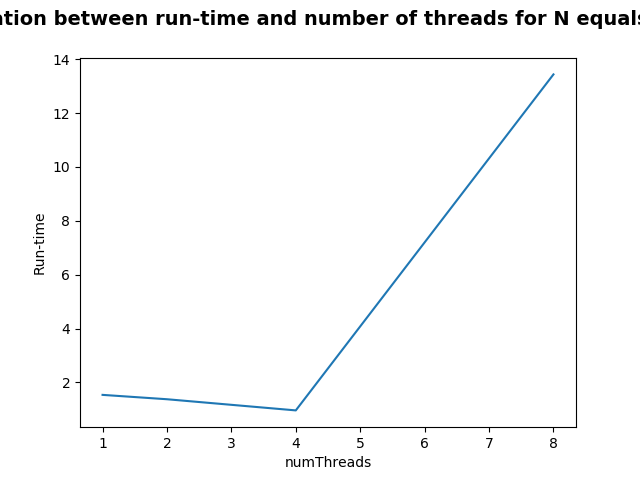 ation between run-time and number of threads for N equals
14
12
10
8
6
4
2
Run-time
1 2 3 4 5 6 7 8
numThreads